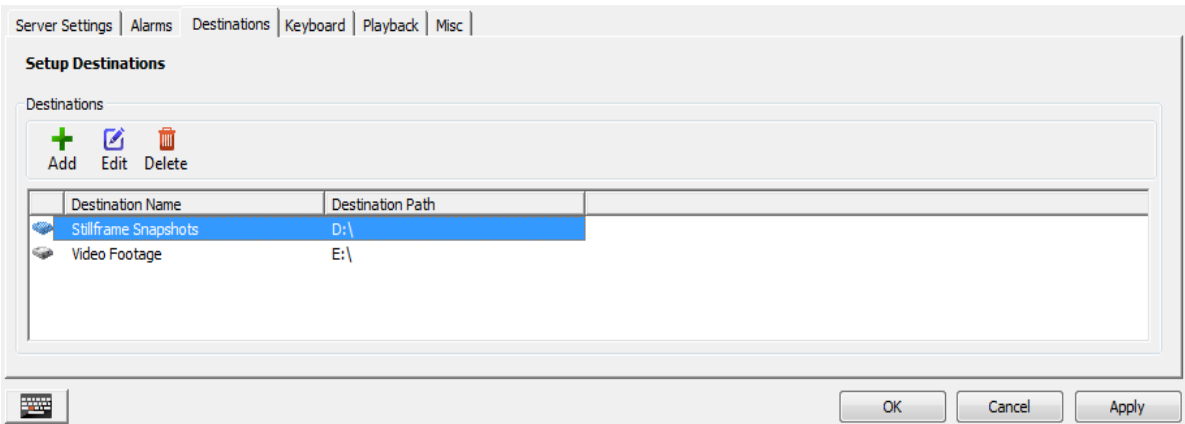 Server Settings Alarms Destinations Keyboard Playback Misc
Setup Destinations
Destinations
Add Edit Delete
Destination Name Destination Path
Stillframe Snapshots D:\
Video Footage E:\
OK Cancel Apply